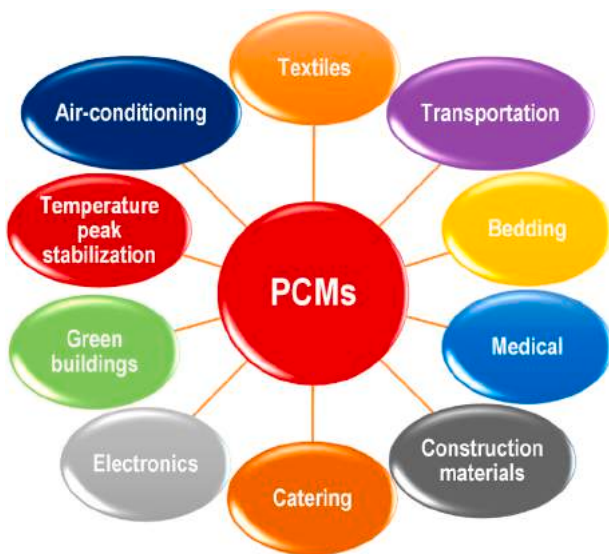 Textiles
Air-conditioning
Transportation
Temperature
peak
stabilization
Bedding
PCMs
Green
buildings
Medical
Electronics
Construction
materials
Catering